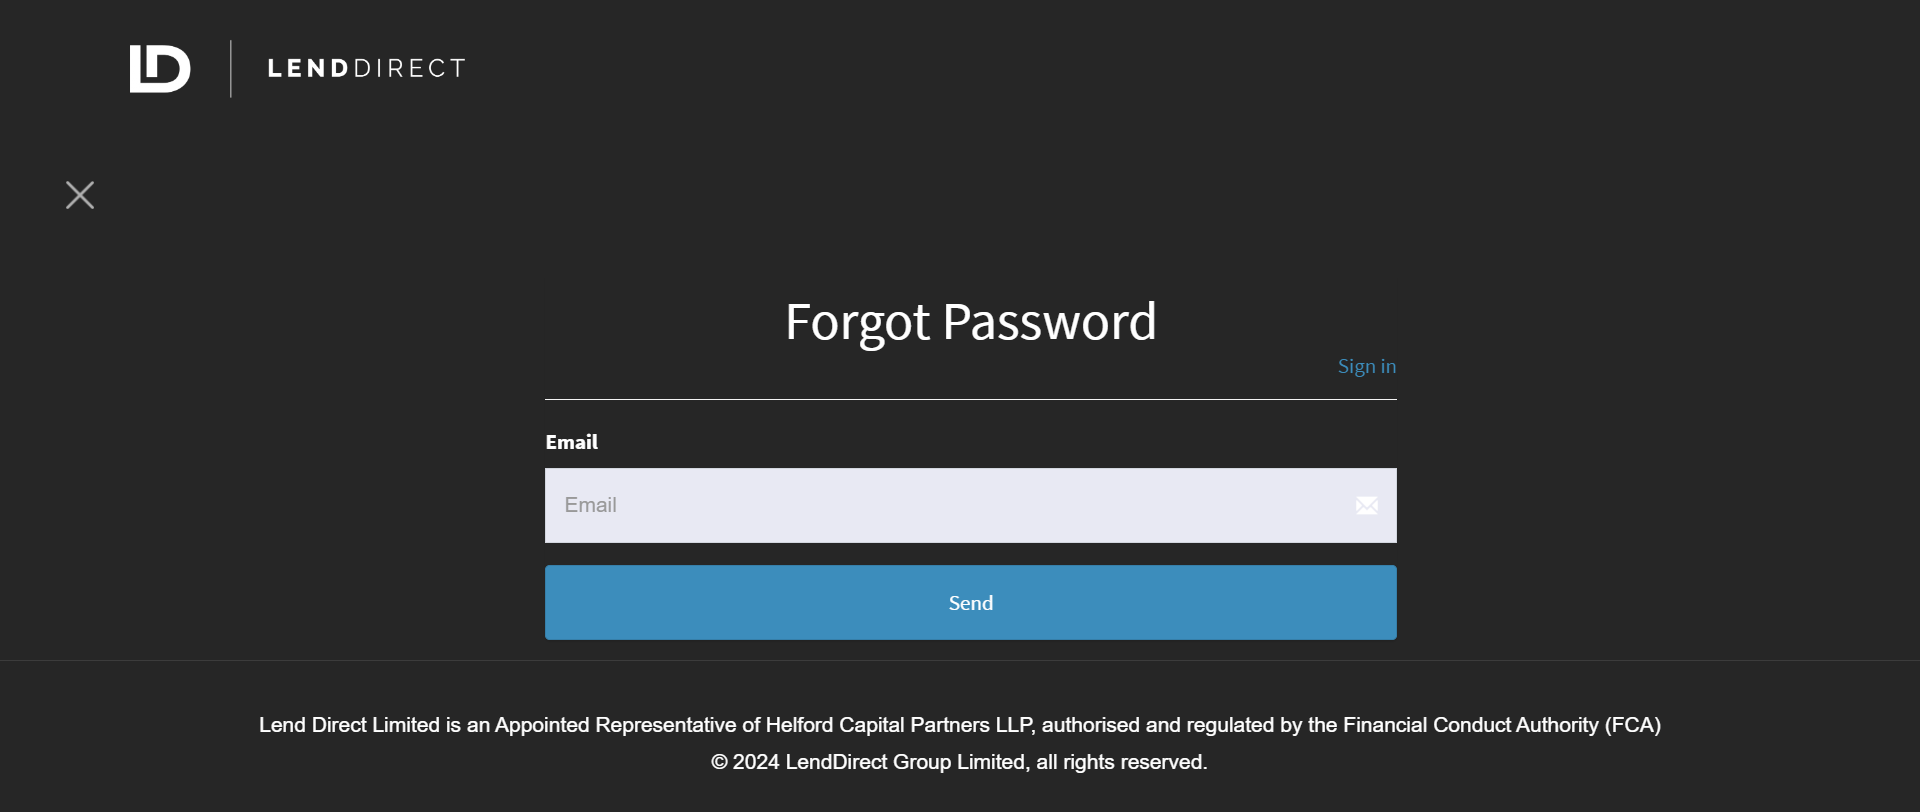 LD
LENDDIRECT
Forgot Password
Sign in
Email
Email
Send
Lend Direct Limited is an Appointed Representative of Helford Capital Partners LLP, authorised and regulated by the Financial Conduct Authority (FCA)
© 2024 LendDirect Group Limited, all rights reserved.